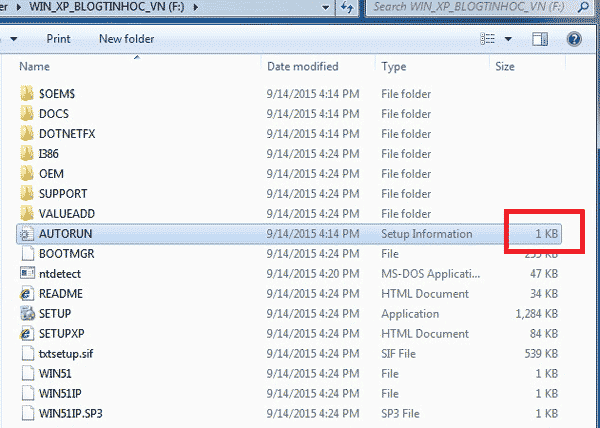 er ▸ WIN_XP_BLOGTINHOC_VN (F:) ▸ Search WIN_XP_BLOGTINHOC_VN (F:)
Print New folder
Name Date modified Type Size
$OEM$ 9/14/2015 4:14 PM File folder
DOCS 9/14/2015 4:14 PM File folder
DOTNETFX 9/14/2015 4:14 PM File folder
I386 9/14/2015 4:24 PM File folder
OEM 9/14/2015 4:24 PM File folder
SUPPORT 9/14/2015 4:24 PM File folder
VALUEADD 9/14/2015 4:24 PM File folder
AUTORUN 9/14/2015 4:14 PM Setup Information 1 KB
BOOTMGR 9/14/2015 4:24 PM File KB
ntdetect 9/14/2015 4:20 PM MS-DOS Applicati... 47 KB
README 9/14/2015 4:24 PM HTML Document 34 KB
SETUP 9/14/2015 4:24 PM Application 1,284 KB
SETUPXP 9/14/2015 4:24 PM HTML Document 84 KB
txtsetup.sif 9/14/2015 4:24 PM SIF File 539 KB
WIN51 9/14/2015 4:24 PM File 1 KB
WIN51IP 9/14/2015 4:24 PM File 1 KB
WIN51IP.SP3 9/14/2015 4:24 PM SP3 File 1 KB